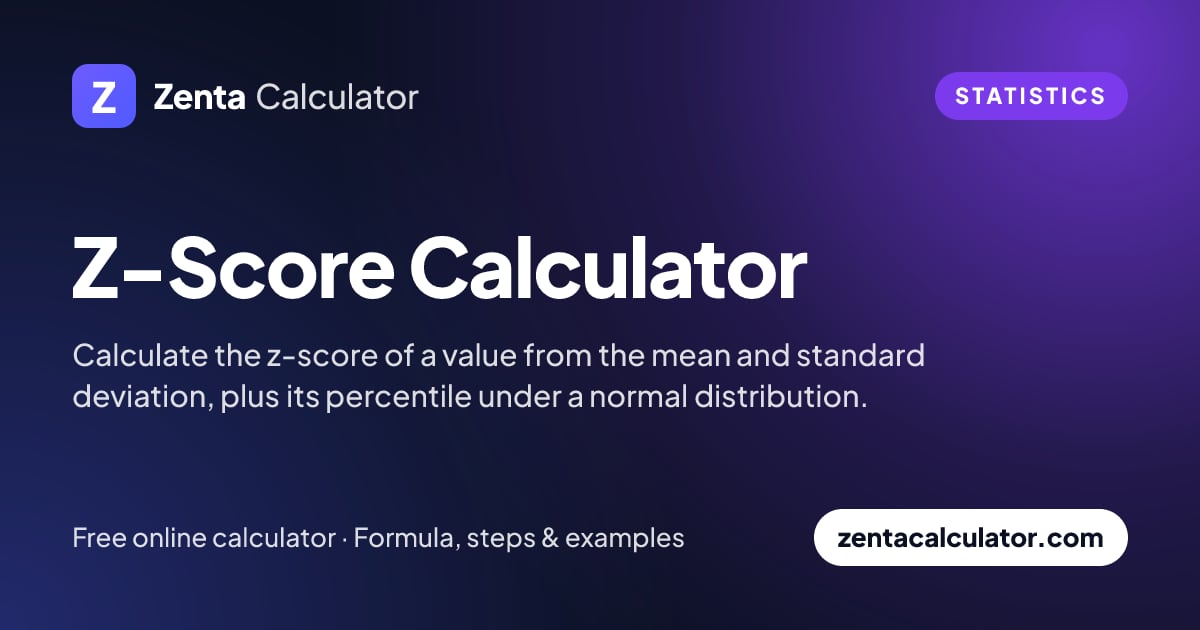 Z
Zenta Calculator
STATISTICS
Z-Score Calculator
Calculate the z-score of a value from the mean and standard
deviation, plus its percentile under a normal distribution.
Free online calculator · Formula, steps & examples
zentacalculator.com